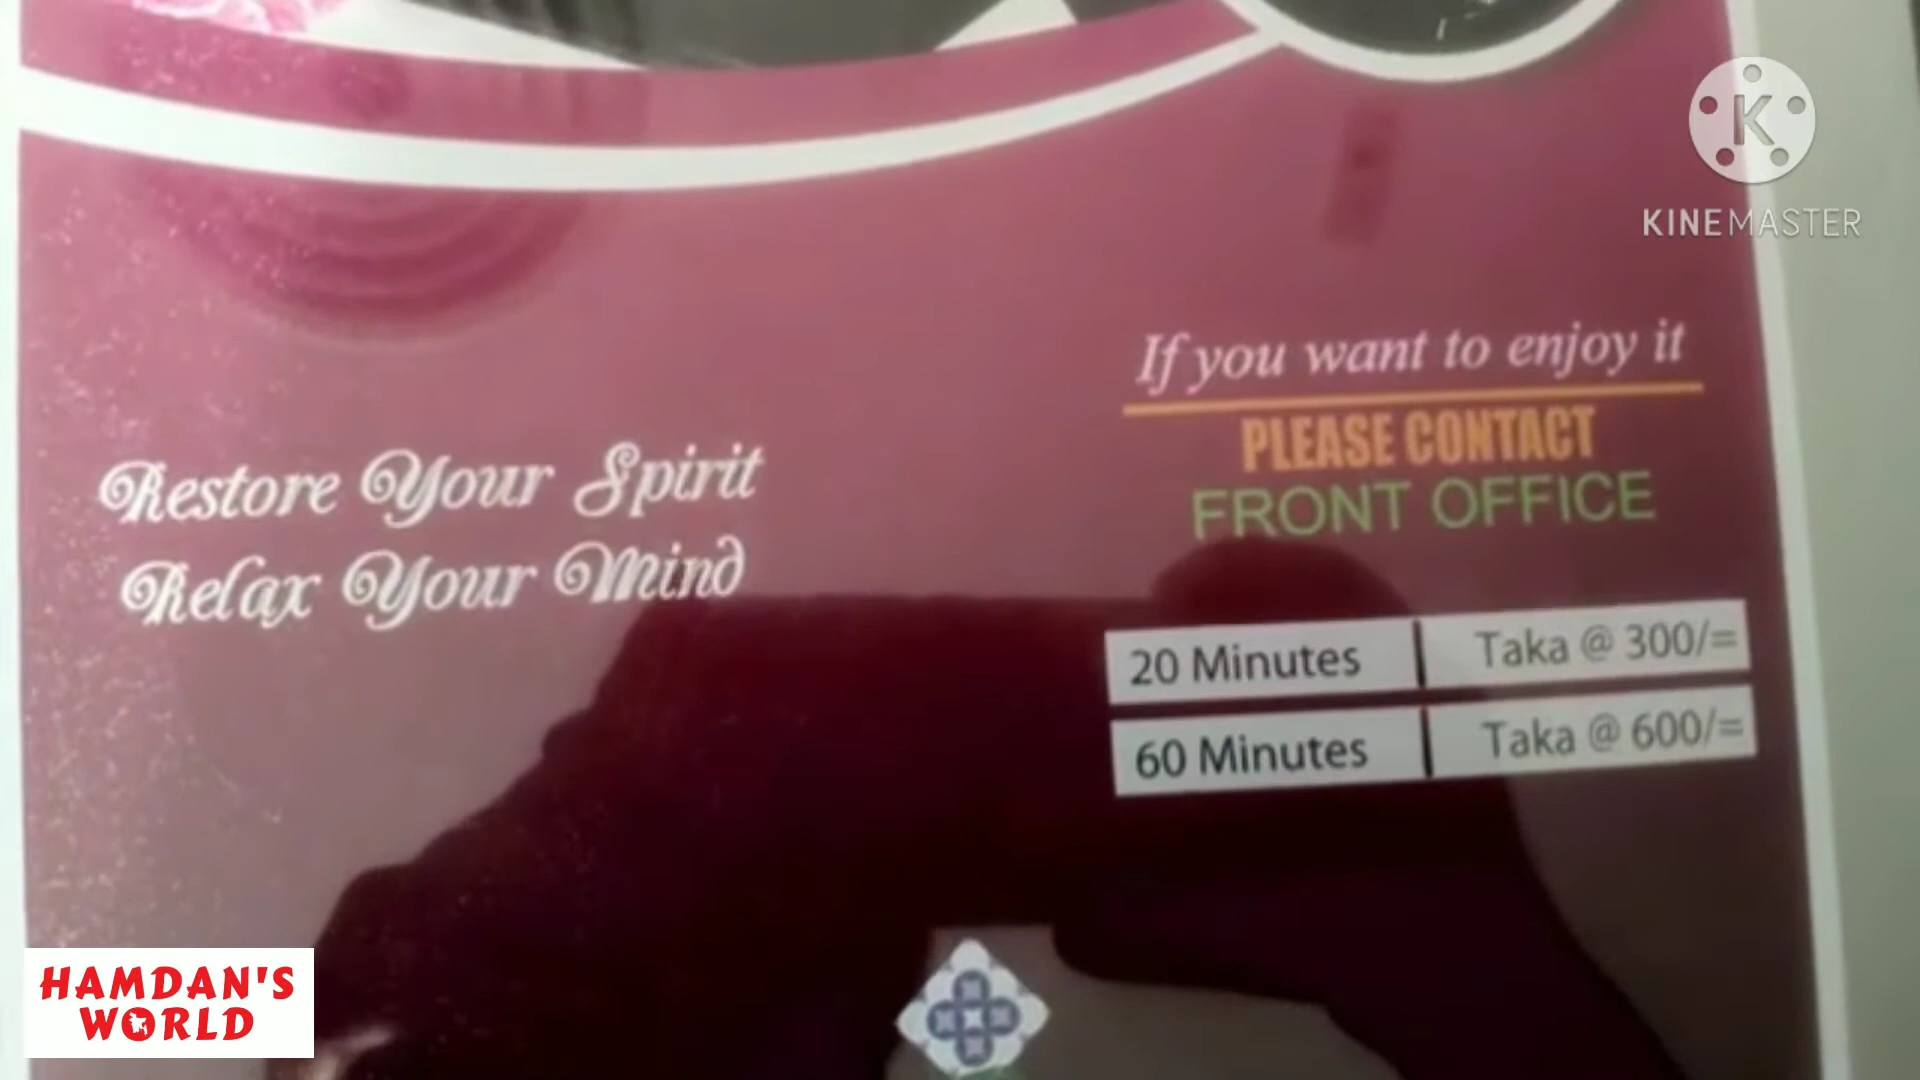 KINEMASTER
Restore Your Spirit
Relax Your Mind
If you want to enjoy it
PLEASE CONTACT
FRONT OFFICE
20 Minutes | Taka @ 300/=
60 Minutes | Taka @ 600/=
HAMDAN'S
WORLD